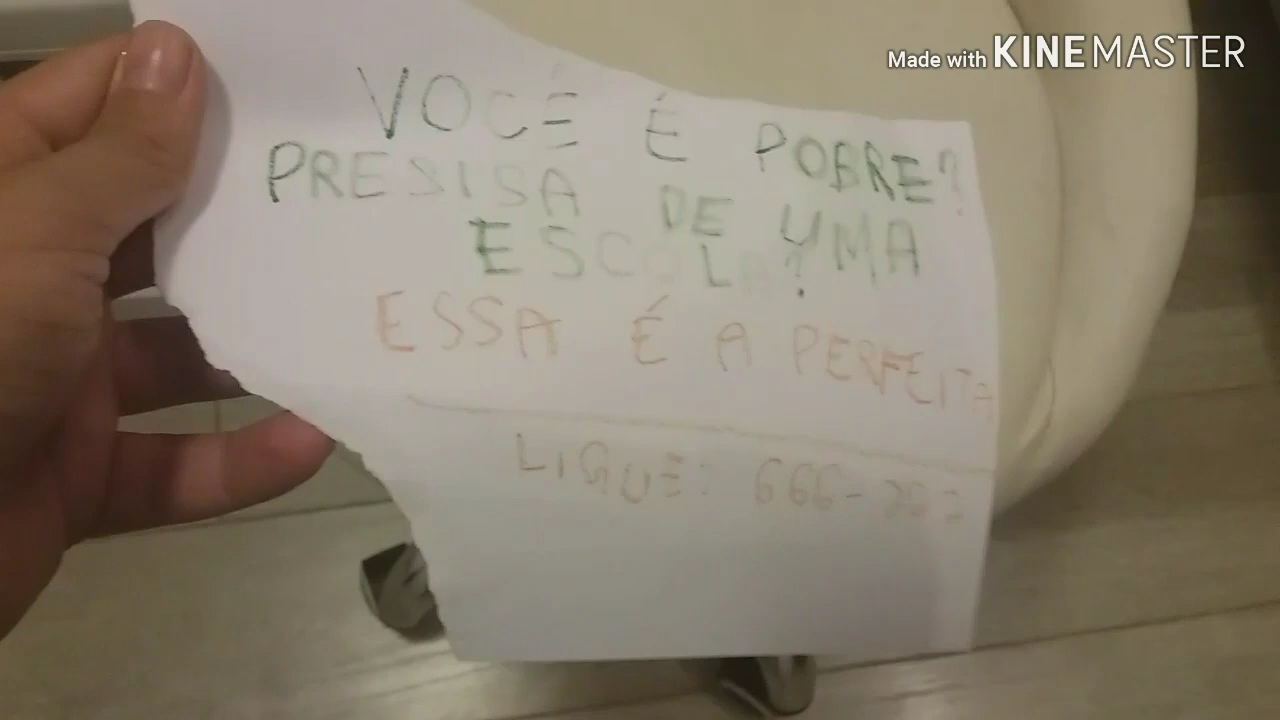 Made with KINEMASTER
VOCÊ É POBRE?
PRESISA DE UMA
ESCOLA?
ESSA É A PERFEITA
LIGUE: 666-